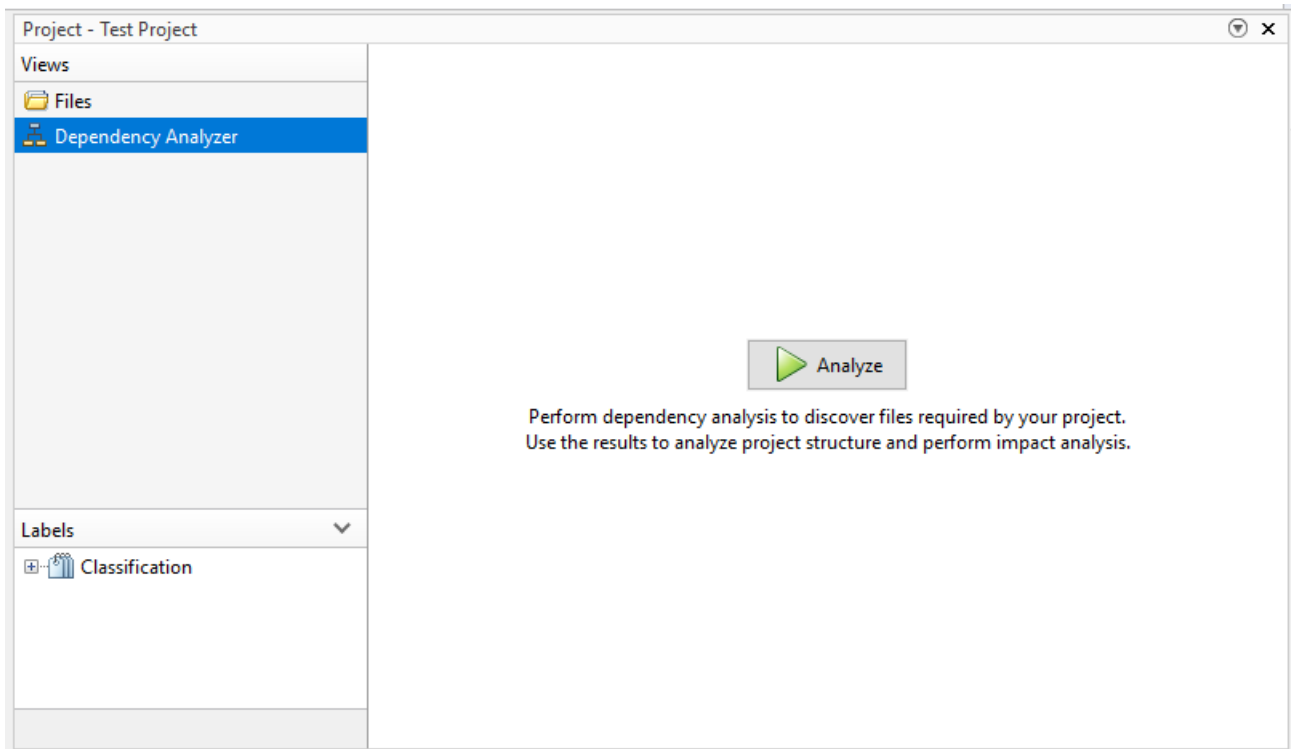 Project - Test Project
Views
Files
Dependency Analyzer
Analyze
Perform dependency analysis to discover files required by your project.
Use the results to analyze project structure and perform impact analysis.
Labels
Classification